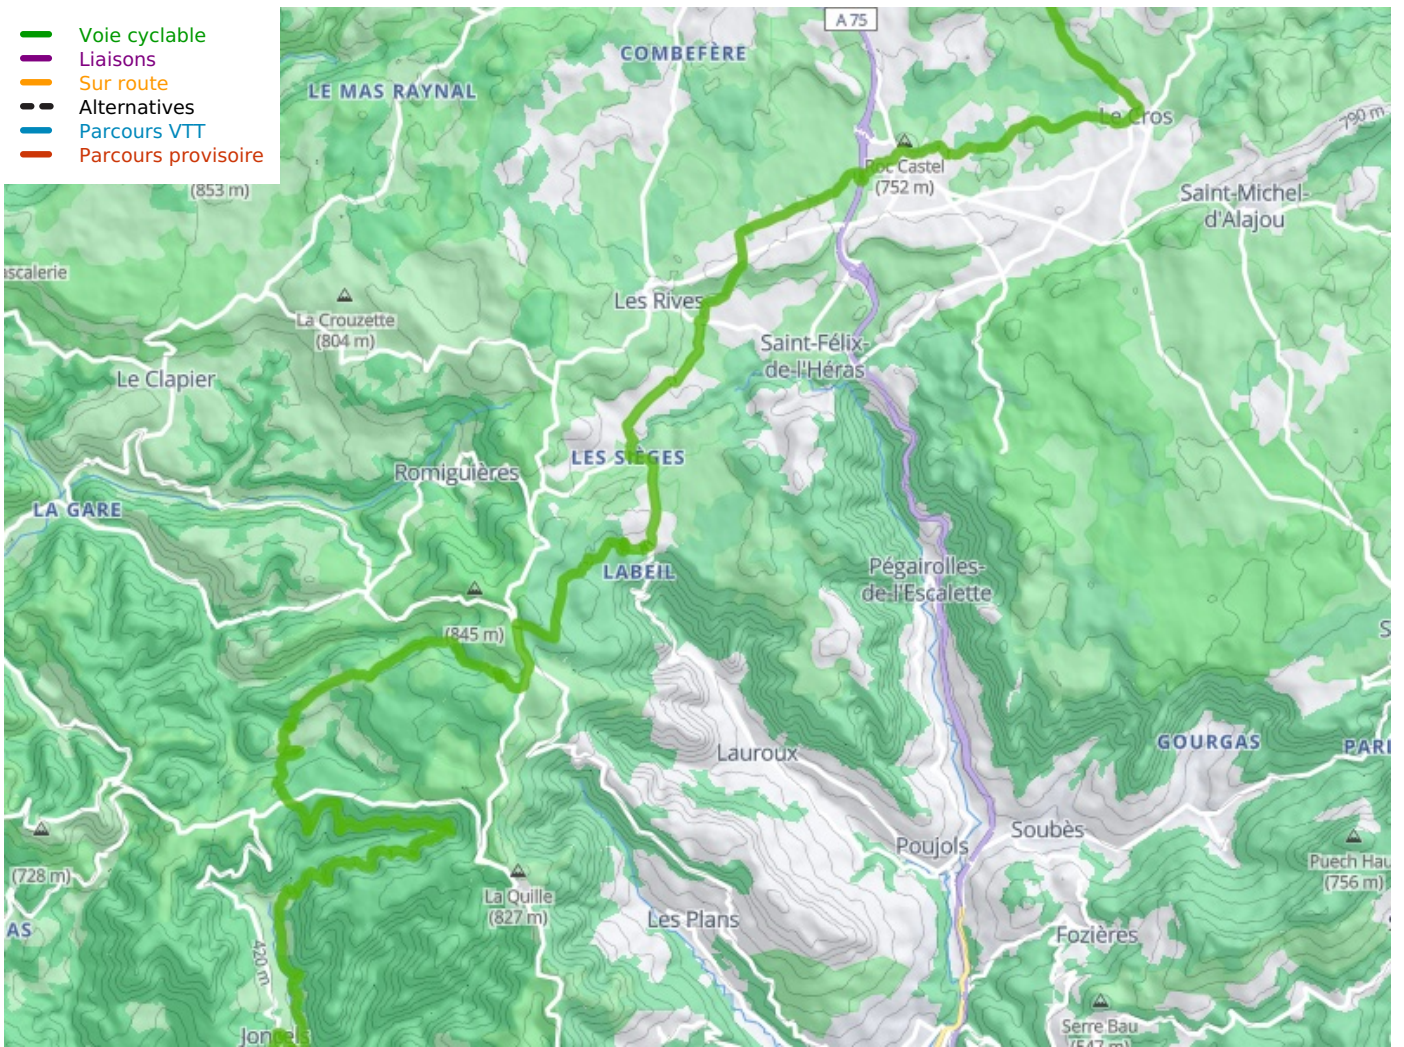 Voie cyclable
Liaisons
Sur route
Alternatives
Parcours VTT
Parcours provisoire
A 75
COMBEFÈRE
LE MAS RAYNAL
Le Cros
790 m
Roc Castel
(752 m)
(853 m)
Saint-Michel-
d'Alajou
ascalerie
Les Rives
La Crouzette
(804 m)
Saint-Félix-
de-l'Héras
Le Clapier
LES SIÈGES
Romiguières
LA GARE
LABEIL
Pégairolles-
de-l'Escalette
(845 m)
S
GOURGAS
PARI
Lauroux
Soubès
Poujols
Puech Hau
(756 m)
(728 m)
La Quille
(827 m)
Les Plans
AS
Fozières
420 m
Joncels
Serre Bau
(547 m)